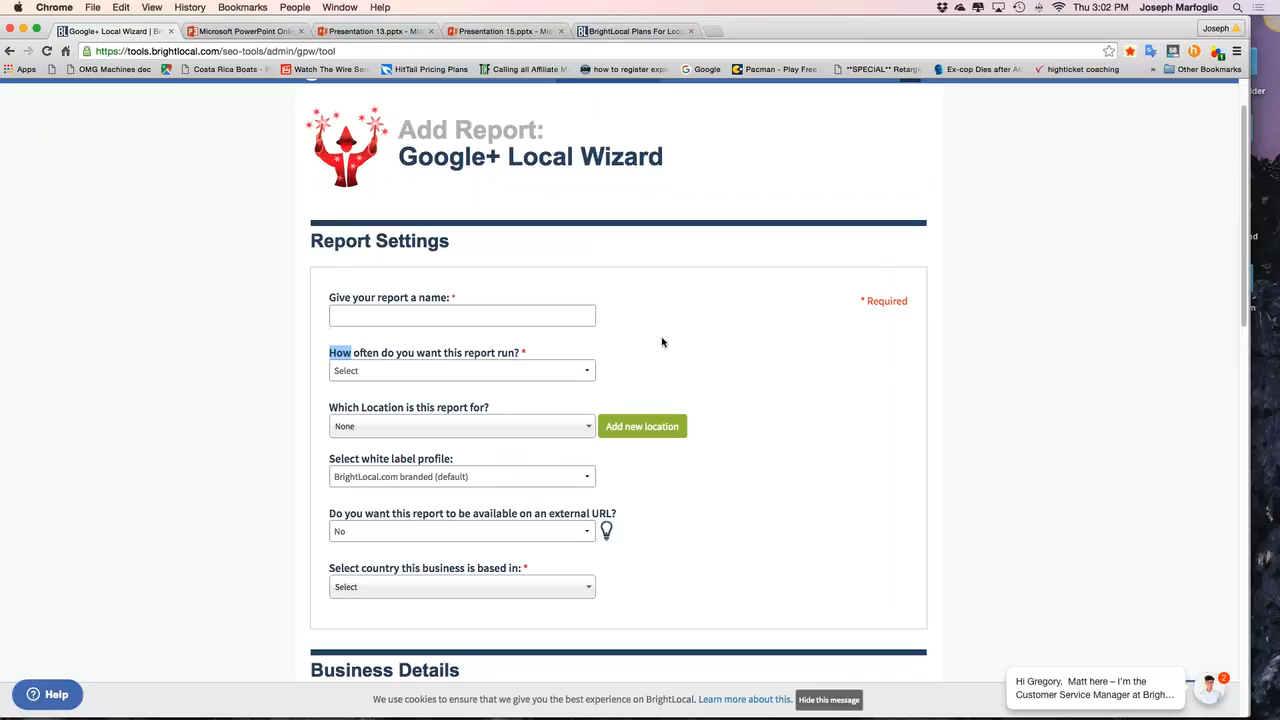 Chrome File Edit View History Bookmarks People Window Help Thu 3:02 PM Joseph Marfoglio
Google+ Local Wizard | Br Microsoft PowerPoint Onlin Presentation 13.pptx - Mic Presentation 15.pptx - Mic BrightLocal Plans For Loca Joseph
https://tools.brightlocal.com/seo-tools/admin/gpw/tool
Apps OMG Machines dec Costa Rica Boats - Watch The Wire Serv HitTail Pricing Plans Calling all Affiliate M how to register expi Google Pacman - Play Free **SPECIAL** Retarge Ex-cop Dies after Al highticket coaching » Other Bookmarks
Add Report:
Google+ Local Wizard
Report Settings
Give your report a name: *
* Required
How often do you want this report run? *
Select
Which Location is this report for?
None Add new location
Select white label profile:
BrightLocal.com branded (default)
Do you want this report to be available on an external URL?
No
Select country this business is based in: *
Select
Business Details
Hi Gregory, Matt here – I'm the
Customer Service Manager at Brigh...
2
Help
We use cookies to ensure that we give you the best experience on BrightLocal. Learn more about this. Hide this message